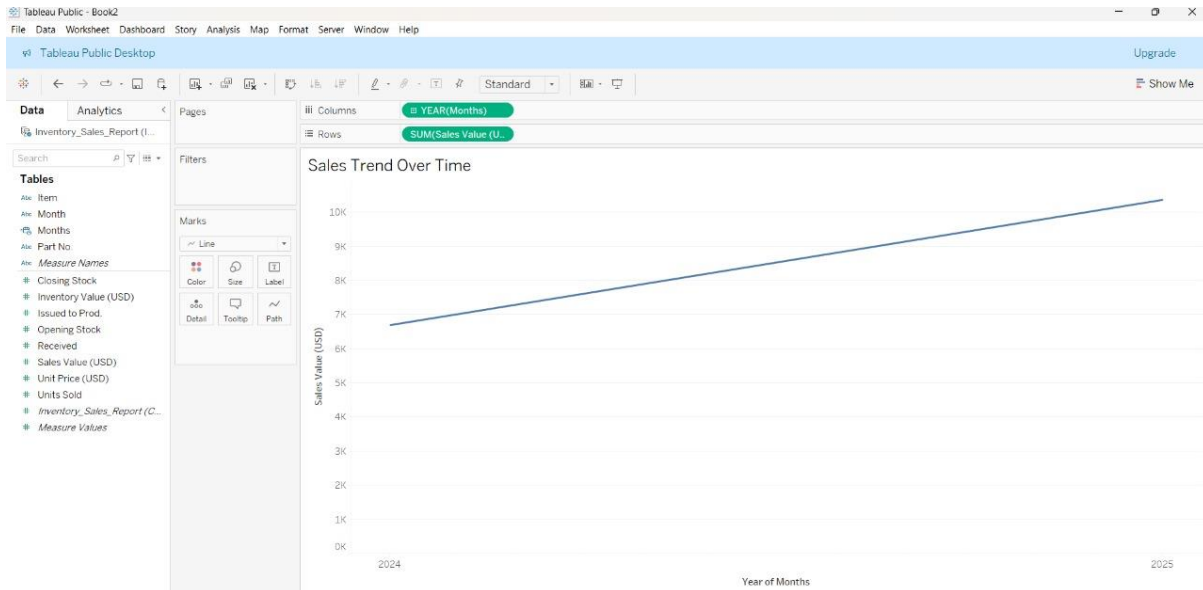 Tableau Public - Book2
File Data Worksheet Dashboard Story Analysis Map Format Server Window Help
Tableau Public Desktop Upgrade
Standard Show Me
Data Analytics
Inventory_Sales_Report (I...
Search
Tables
Abc Item
Abc Month
Months
Abc Part No
Abc Measure Names
# Closing Stock
# Inventory Value (USD)
# Issued to Prod.
# Opening Stock
# Received
# Sales Value (USD)
# Unit Price (USD)
# Units Sold
# Inventory_Sales_Report (C...
# Measure Values
Pages
Filters
Marks
Line
Color Size Label
Detail Tooltip Path
Columns YEAR(Months)
Rows SUM(Sales Value (U..
Sales Trend Over Time
10K
9K
8K
7K
6K
5K
4K
3K
2K
1K
0K
Sales Value (USD)
2024 2025
Year of Months